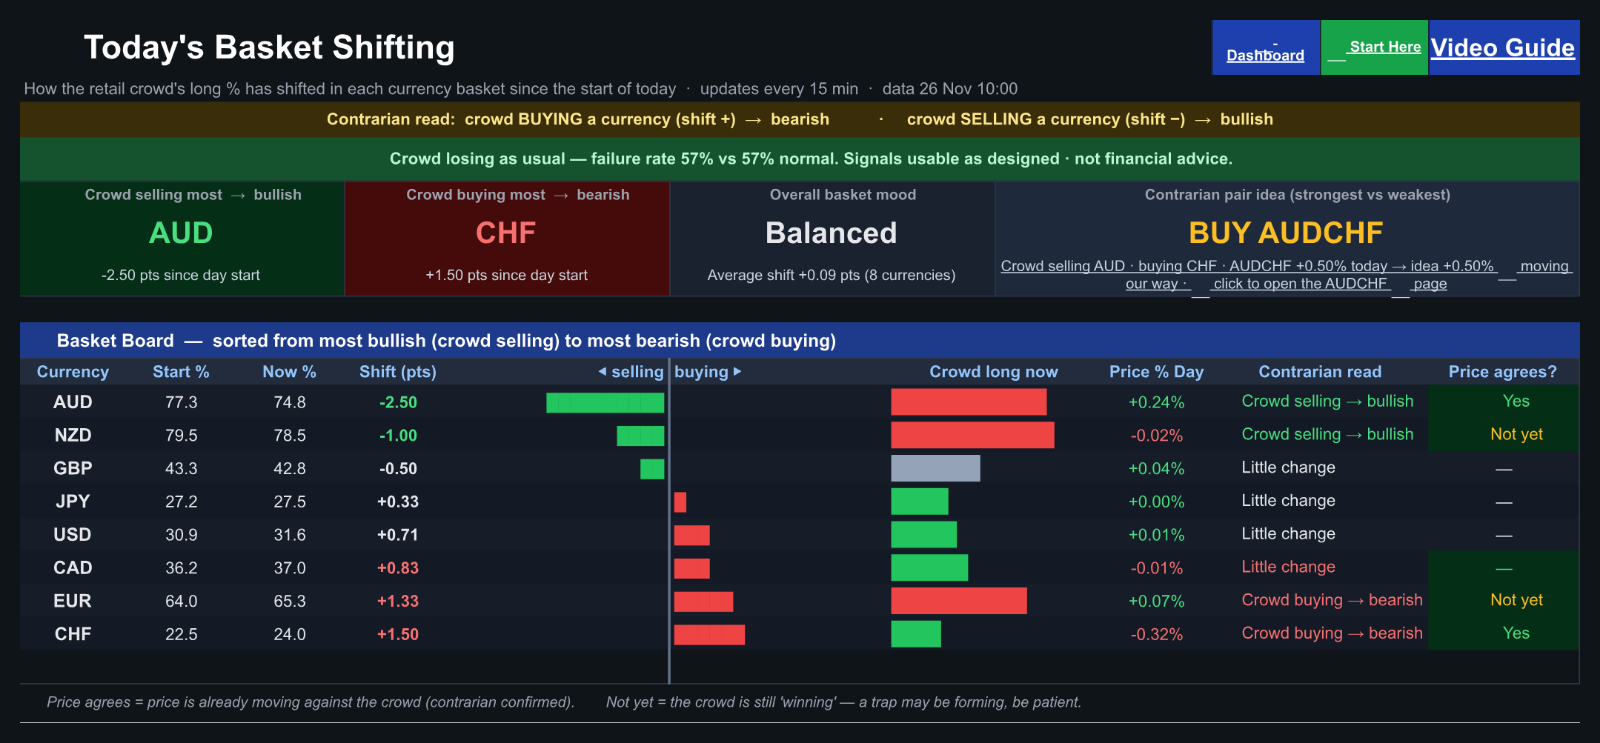 Today's Basket Shifting
Dashboard
Start Here
Video Guide
How the retail crowd's long % has shifted in each currency basket since the start of today · updates every 15 min · data 26 Nov 10:00
Contrarian read: crowd BUYING a currency (shift +) → bearish · crowd SELLING a currency (shift −) → bullish
Crowd losing as usual — failure rate 57% vs 57% normal. Signals usable as designed · not financial advice.
Crowd selling most → bullish
AUD
-2.50 pts since day start
Crowd buying most → bearish
CHF
+1.50 pts since day start
Overall basket mood
Balanced
Average shift +0.09 pts (8 currencies)
Contrarian pair idea (strongest vs weakest)
BUY AUDCHF
Crowd selling AUD · buying CHF · AUDCHF +0.50% today → idea +0.50% __ moving
our way · __ click to open the AUDCHF __ page
Basket Board — sorted from most bullish (crowd selling) to most bearish (crowd buying)
Currency Start % Now % Shift (pts) ◄ selling buying ► Crowd long now Price % Day Contrarian read Price agrees?
AUD 77.3 74.8 -2.50 +0.24% Crowd selling → bullish Yes
NZD 79.5 78.5 -1.00 -0.02% Crowd selling → bullish Not yet
GBP 43.3 42.8 -0.50 +0.04% Little change —
JPY 27.2 27.5 +0.33 +0.00% Little change —
USD 30.9 31.6 +0.71 +0.01% Little change —
CAD 36.2 37.0 +0.83 -0.01% Little change —
EUR 64.0 65.3 +1.33 +0.07% Crowd buying → bearish Not yet
CHF 22.5 24.0 +1.50 -0.32% Crowd buying → bearish Yes
Price agrees = price is already moving against the crowd (contrarian confirmed). Not yet = the crowd is still 'winning' — a trap may be forming, be patient.